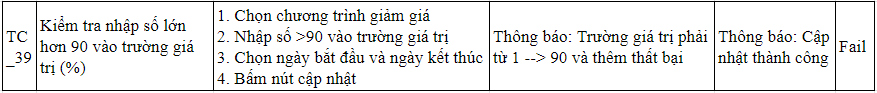 TC
_39
Kiểm tra nhập số lớn
hơn 90 vào trường giá
trị (%)
1. Chọn chương trình giảm giá
2. Nhập số >90 vào trường giá trị
3. Chọn ngày bắt đầu và ngày kết thúc
4. Bấm nút cập nhật
Thông báo: Trường giá trị phải
từ 1 --> 90 và thêm thất bại
Thông báo: Cập
nhật thành công
Fail